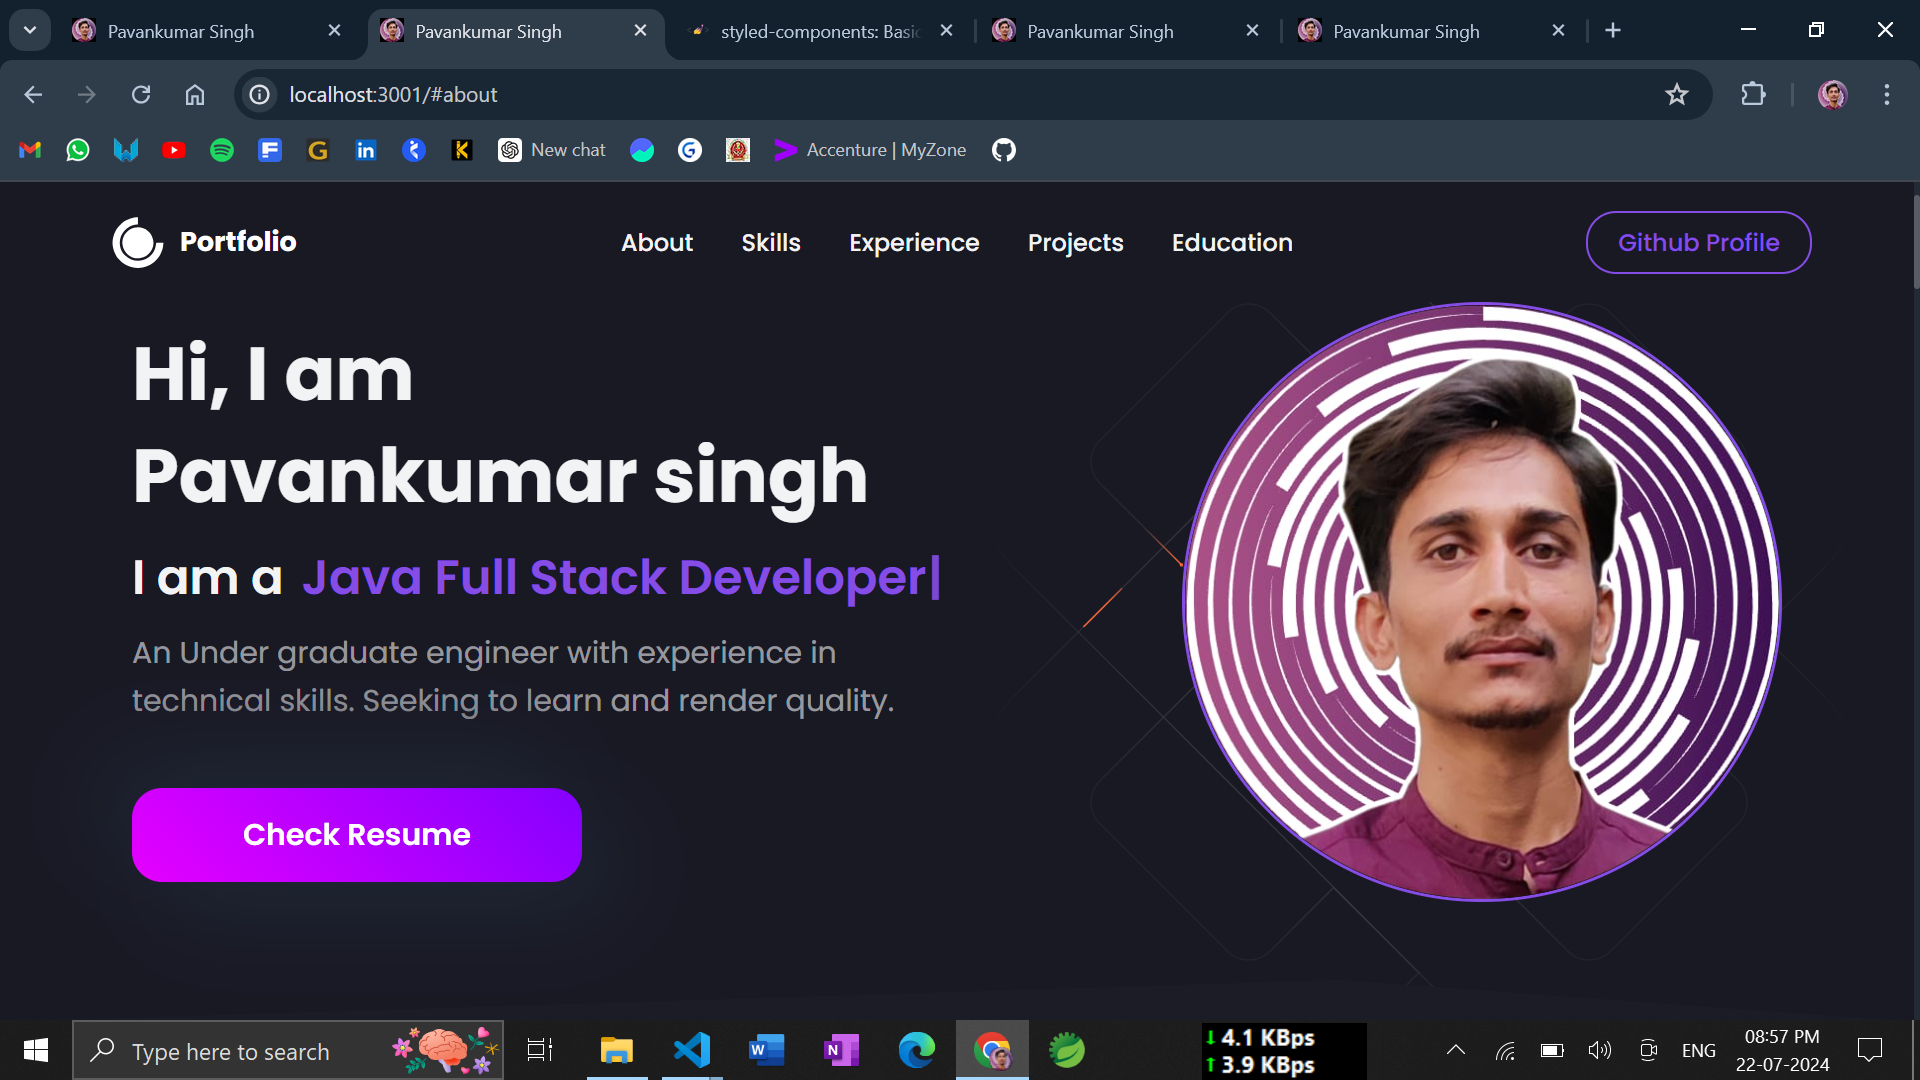 Pavankumar Singh
Pavankumar Singh
styled-components: Basic
Pavankumar Singh
Pavankumar Singh
localhost:3001/#about
New chat
Accenture | MyZone
Portfolio
About
Skills
Experience
Projects
Education
Github Profile
Hi, I am
Pavankumar singh
I am a Java Full Stack Developer|
An Under graduate engineer with experience in
technical skills. Seeking to learn and render quality.
Check Resume
Type here to search
4.1 KBps
3.9 KBps
ENG
08:57 PM
22-07-2024